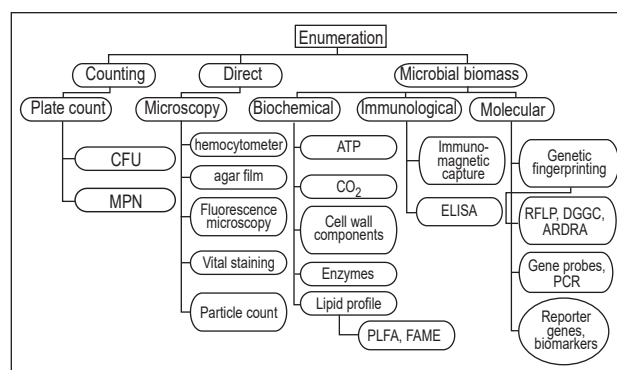 Enumeration
Counting
Direct
Microbial biomass
Plate count
Microscopy
Biochemical
Immunological
Molecular
CFU
MPN
hemocytometer
agar film
Fluorescence
microscopy
Vital staining
Particle count
ATP
CO₂
Cell wall
components
Enzymes
Lipid profile
PLFA, FAME
Immuno-
magnetic
capture
ELISA
Genetic
fingerprinting
RFLP, DGGC,
ARDRA
Gene probes,
PCR
Reporter
genes,
biomarkers